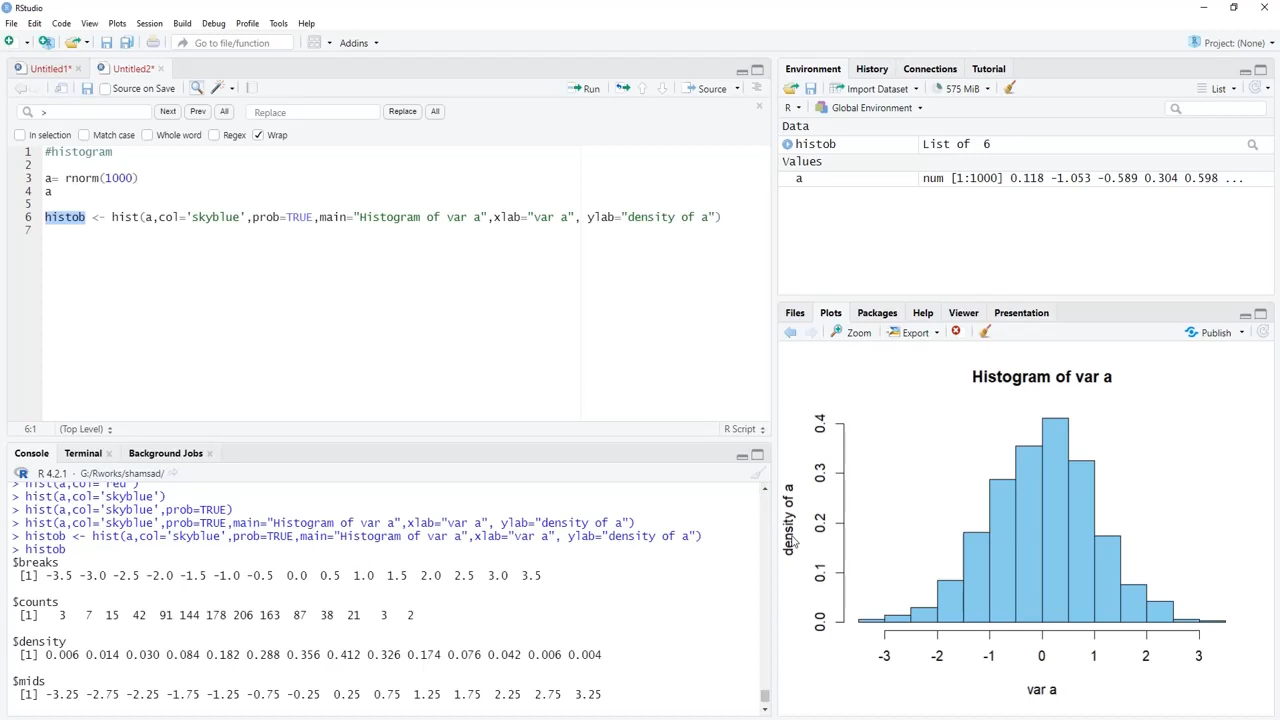 RStudio
File Edit Code View Plots Session Build Debug Profile Tools Help
Go to file/function Addins Project: (None)
Untitled1* Untitled2*
Source on Save Run Source
> Next Prev All Replace Replace All
In selection Match case Whole word Regex Wrap
1 #histogram
2
3 a= rnorm(1000)
4 a
5
6 histob <- hist(a,col='skyblue',prob=TRUE,main="Histogram of var a",xlab="var a", ylab="density of a")
7
6:1 (Top Level) R Script
Console Terminal Background Jobs
R R 4.2.1 · G:/Rworks/shamsad/
> hist(a,col='red')
> hist(a,col='skyblue')
> hist(a,col='skyblue',prob=TRUE)
> hist(a,col='skyblue',prob=TRUE,main="Histogram of var a",xlab="var a", ylab="density of a")
> histob <- hist(a,col='skyblue',prob=TRUE,main="Histogram of var a",xlab="var a", ylab="density of a")
> histob
$breaks
[1] -3.5 -3.0 -2.5 -2.0 -1.5 -1.0 -0.5 0.0 0.5 1.0 1.5 2.0 2.5 3.0 3.5
$counts
[1] 3 7 15 42 91 144 178 206 163 87 38 21 3 2
$density
[1] 0.006 0.014 0.030 0.084 0.182 0.288 0.356 0.412 0.326 0.174 0.076 0.042 0.006 0.004
$mids
[1] -3.25 -2.75 -2.25 -1.75 -1.25 -0.75 -0.25 0.25 0.75 1.25 1.75 2.25 2.75 3.25
Environment History Connections Tutorial
Import Dataset 575 MiB List
R Global Environment
Data
histob List of 6
Values
a num [1:1000] 0.118 -1.053 -0.589 0.304 0.598 ...
Files Plots Packages Help Viewer Presentation
Zoom Export Publish
Histogram of var a
density of a
0.4
0.3
0.2
0.1
0.0
-3 -2 -1 0 1 2 3
var a